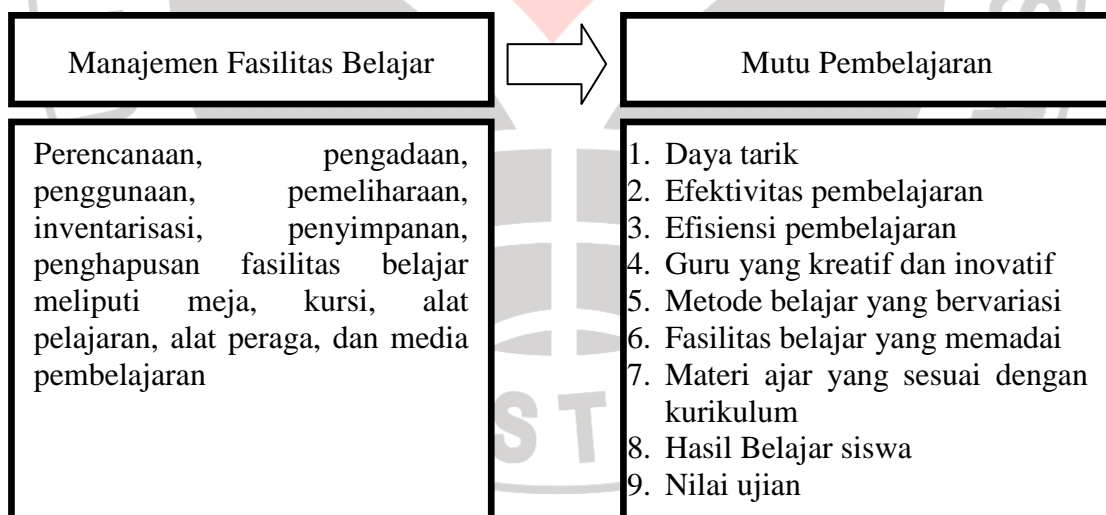 Manajemen Fasilitas Belajar
Mutu Pembelajaran
Perencanaan, pengadaan,
penggunaan, pemeliharaan,
inventarisasi, penyimpanan,
penghapusan fasilitas belajar
meliputi meja, kursi, alat
pelajaran, alat peraga, dan media
pembelajaran
1. Daya tarik
2. Efektivitas pembelajaran
3. Efisiensi pembelajaran
4. Guru yang kreatif dan inovatif
5. Metode belajar yang bervariasi
6. Fasilitas belajar yang memadai
7. Materi ajar yang sesuai dengan
kurikulum
8. Hasil Belajar siswa
9. Nilai ujian